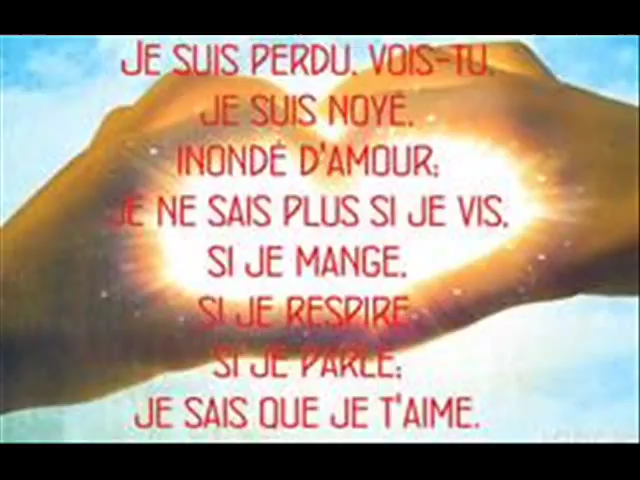 JE SUIS PERDU, VOIS-TU,
JE SUIS NOYÉ,
INONDÉ D'AMOUR;
JE NE SAIS PLUS SI JE VIS,
SI JE MANGE,
SI JE RESPIRE,
SI JE PARLE;
JE SAIS QUE JE T'AIME.